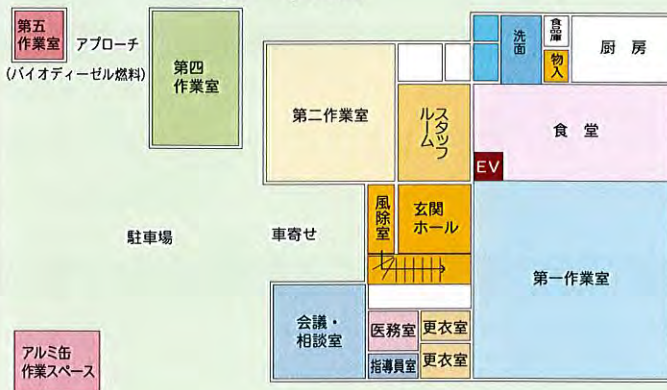 第五
作業室
アプローチ
(バイオディーゼル燃料)
第四
作業室
第二作業室
スタッフ
ルーム
洗面
食品庫
物入
厨房
食堂
EV
駐車場
車寄せ
風除室
玄関
ホール
第一作業室
会議・
相談室
医務室
更衣室
指導員室
更衣室
アルミ缶
作業スペース